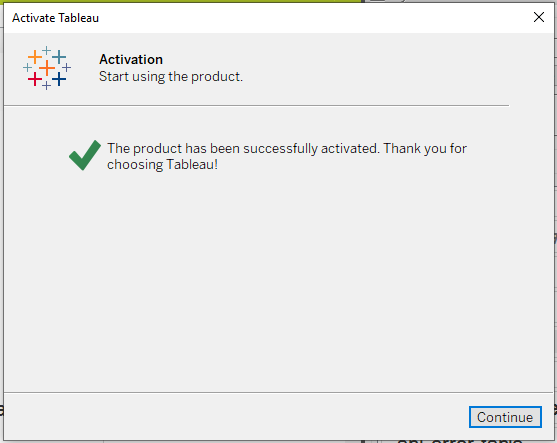 Activate Tableau
Activation
Start using the product.
The product has been successfully activated. Thank you for
choosing Tableau!
Continue